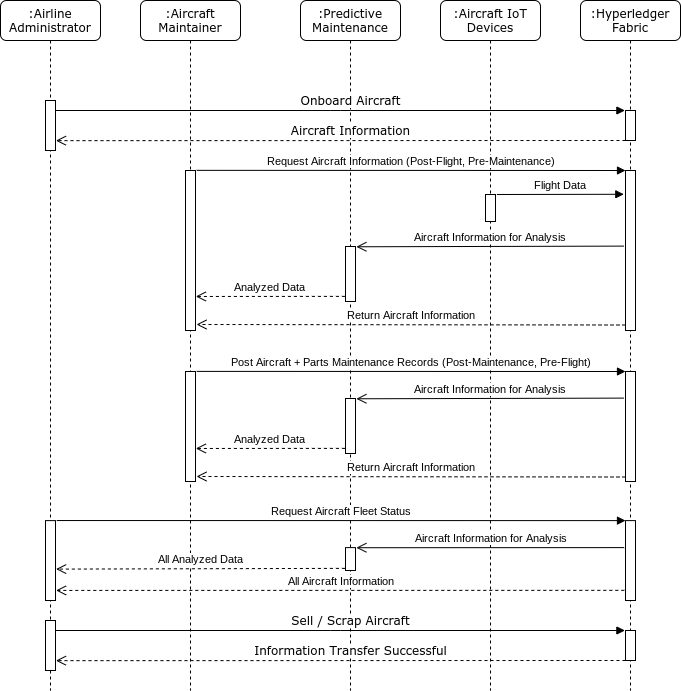 :Airline
Administrator
:Aircraft
Maintainer
:Predictive
Maintenance
:Aircraft IoT
Devices
:Hyperledger
Fabric
Onboard Aircraft
Aircraft Information
Request Aircraft Information (Post-Flight, Pre-Maintenance)
Flight Data
Aircraft Information for Analysis
Analyzed Data
Return Aircraft Information
Post Aircraft + Parts Maintenance Records (Post-Maintenance, Pre-Flight)
Aircraft Information for Analysis
Analyzed Data
Return Aircraft Information
Request Aircraft Fleet Status
Aircraft Information for Analysis
All Analyzed Data
All Aircraft Information
Sell / Scrap Aircraft
Information Transfer Successful